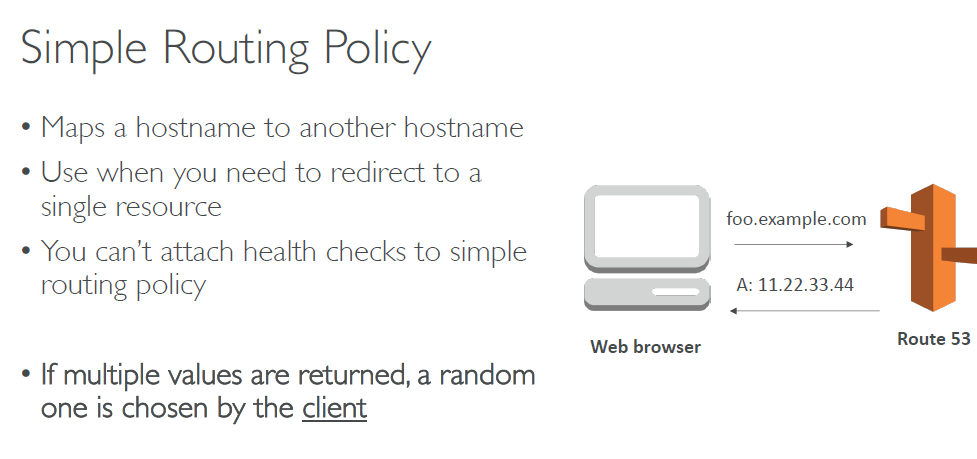 Simple Routing Policy
• Maps a hostname to another hostname
• Use when you need to redirect to a
single resource
• You can’t attach health checks to simple
routing policy
• If multiple values are returned, a random
one is chosen by the client
foo.example.com
A: 11.22.33.44
Web browser
Route 53